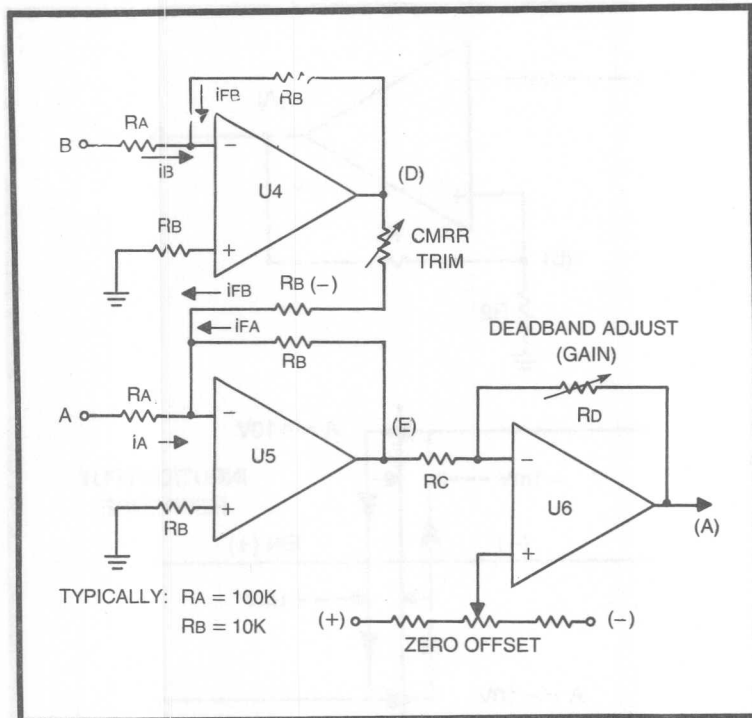 RB
iFB
B
RA
iB
U4
(D)
RB
CMRR
TRIM
iFB
RB (−)
iFA
RB
DEADBAND ADJUST
(GAIN)
RD
A
RA
iA
U5
(E)
RC
U6
(A)
RB
TYPICALLY: RA = 100K
RB = 10K
(+)
(−)
ZERO OFFSET